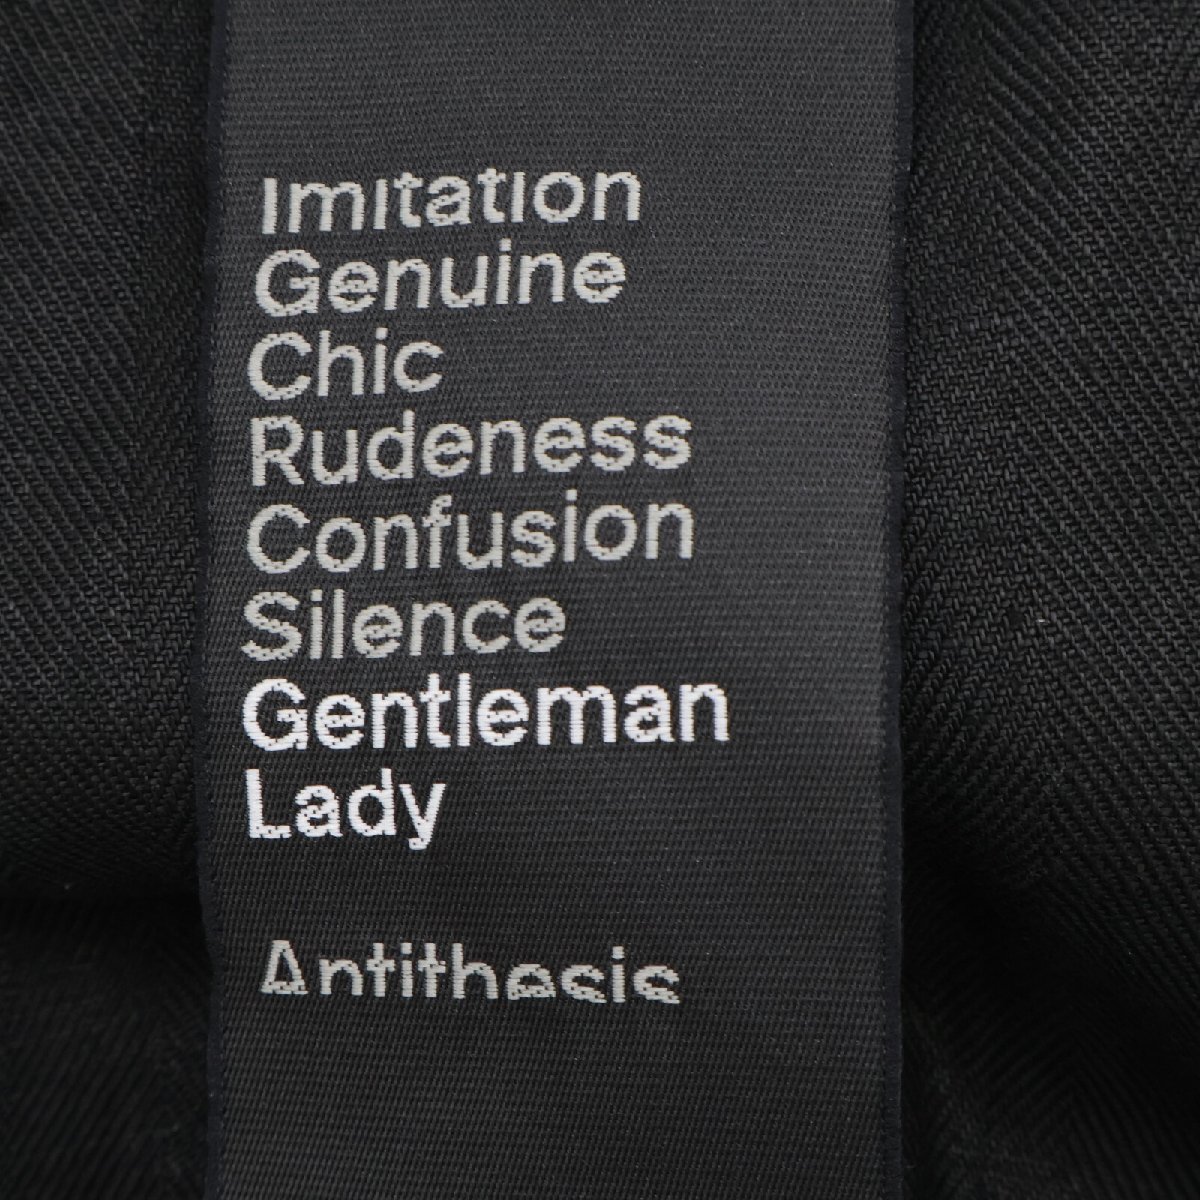 Imitation
Genuine
Chic
Rudeness
Confusion
Silence
Gentleman
Lady
Antithesis